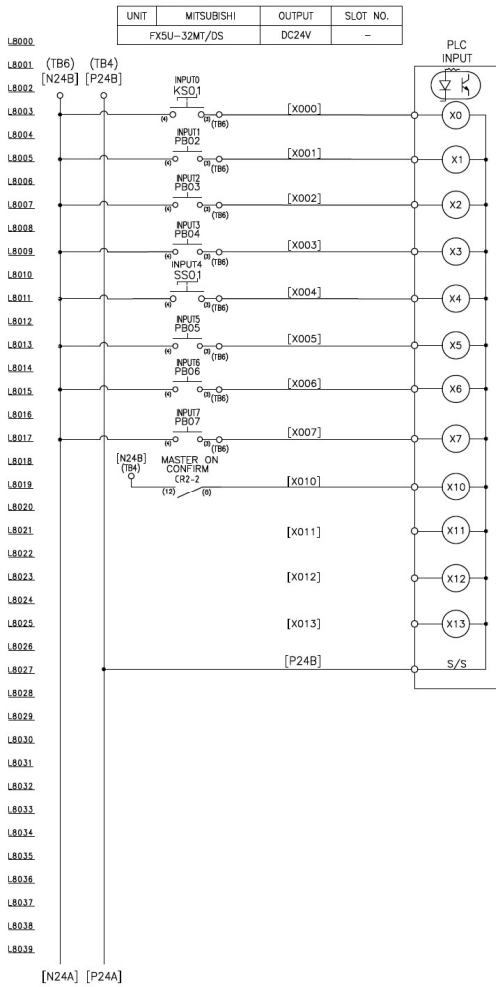 UNIT MITSUBISHI OUTPUT SLOT NO.
FX5U-32MT/DS DC24V -
L8000
PLC
INPUT
L8001 (TB6) (TB4)
[N24B] [P24B]
L8002
INPUT0
KS01
L8003 (4) (3) (TB6) [X000] X0
L8004
INPUT1
PB02
L8005 (4) (3) (TB6) [X001] X1
L8006
INPUT2
PB03
L8007 (4) (3) (TB6) [X002] X2
L8008
INPUT3
PB04
L8009 (4) (3) (TB6) [X003] X3
L8010
INPUT4
SS01
L8011 (4) (3) (TB6) [X004] X4
L8012
INPUT5
PB05
L8013 (4) (3) (TB6) [X005] X5
L8014
INPUT6
PB06
L8015 (4) (3) (TB6) [X006] X6
L8016
INPUT7
PB07
L8017 (4) (3) (TB6) [X007] X7
L8018
[N24B]
(TB4)
MASTER ON
CONFIRM
CR2-2
L8019 (12) (8) [X010] X10
L8020
L8021 [X011] X11
L8022
L8023 [X012] X12
L8024
L8025 [X013] X13
L8026
L8027 [P24B] S/S
L8028
L8029
L8030
L8031
L8032
L8033
L8034
L8035
L8036
L8037
L8038
L8039
[N24A] [P24A]